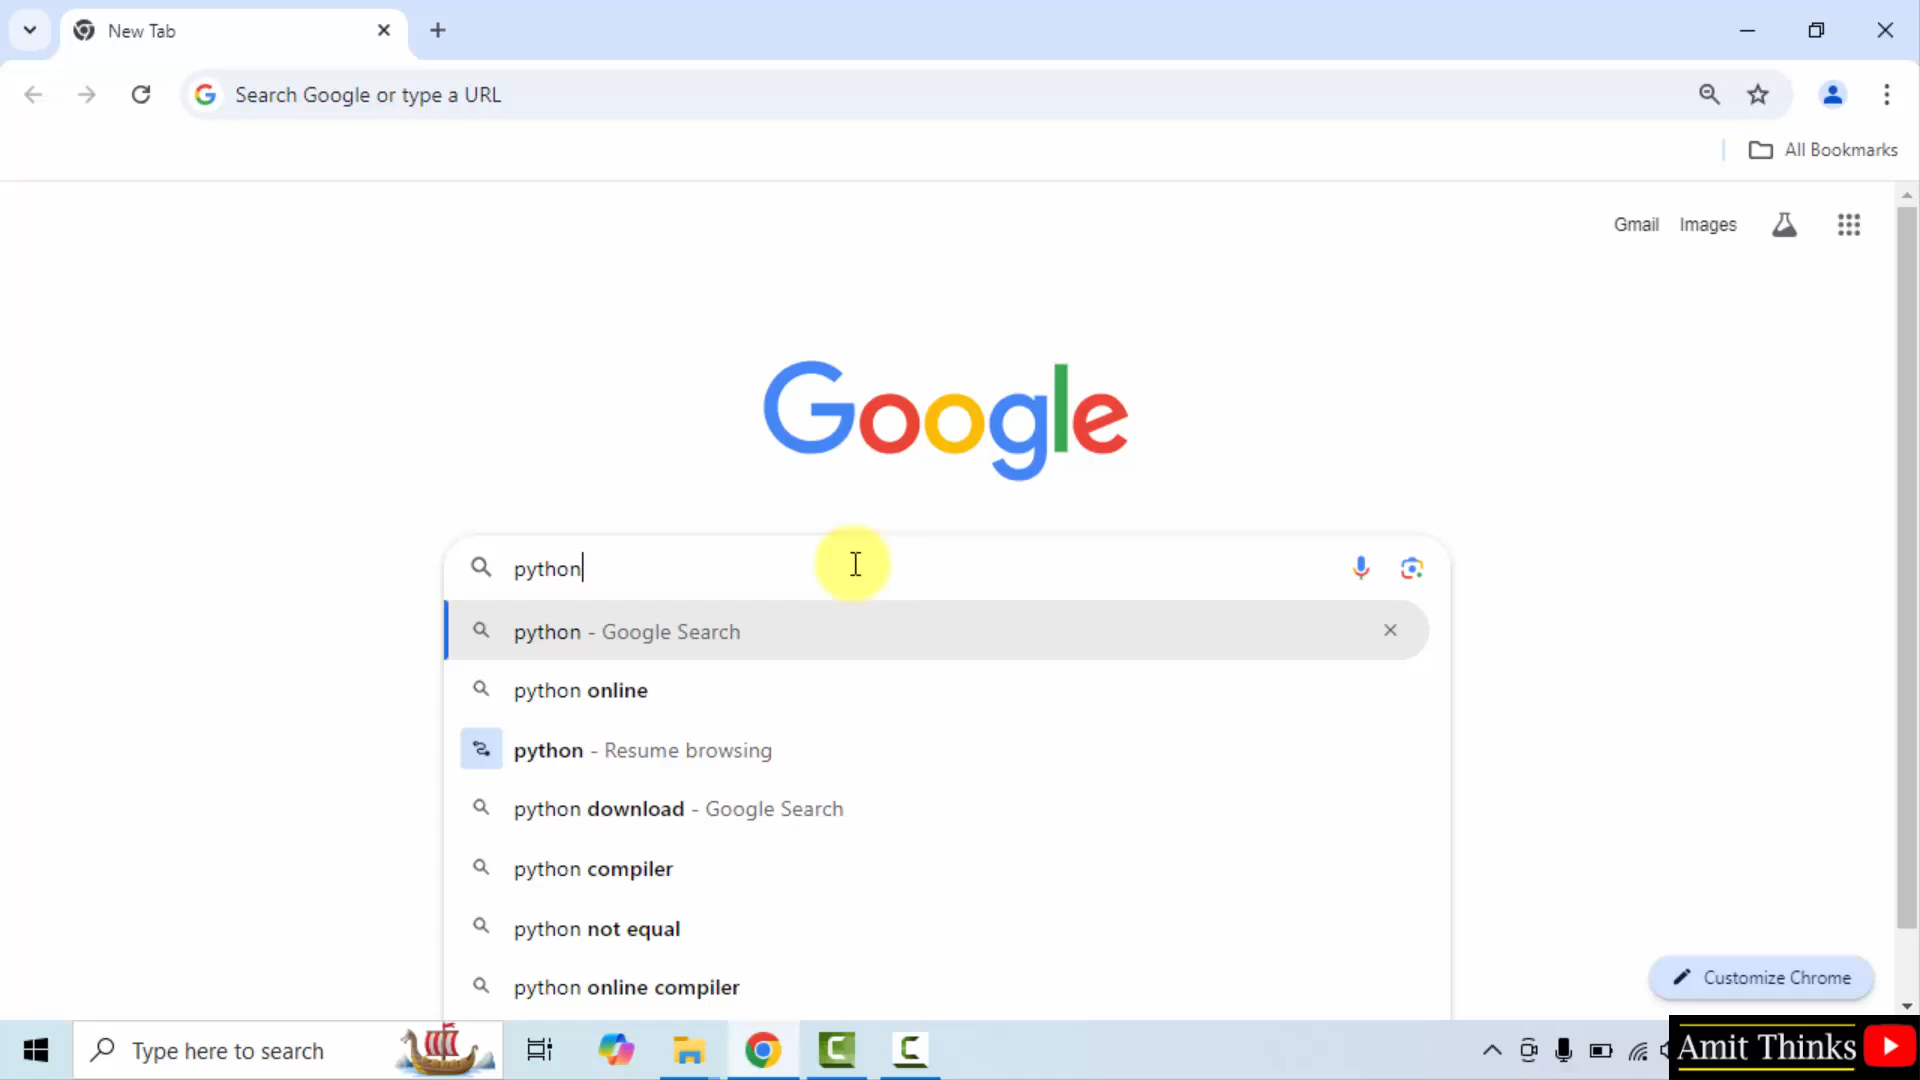 New Tab
Search Google or type a URL
All Bookmarks
Gmail Images
Google
python
python - Google Search
python online
python - Resume browsing
python download - Google Search
python compiler
python not equal
python online compiler
Customize Chrome
Type here to search
Amit Thinks